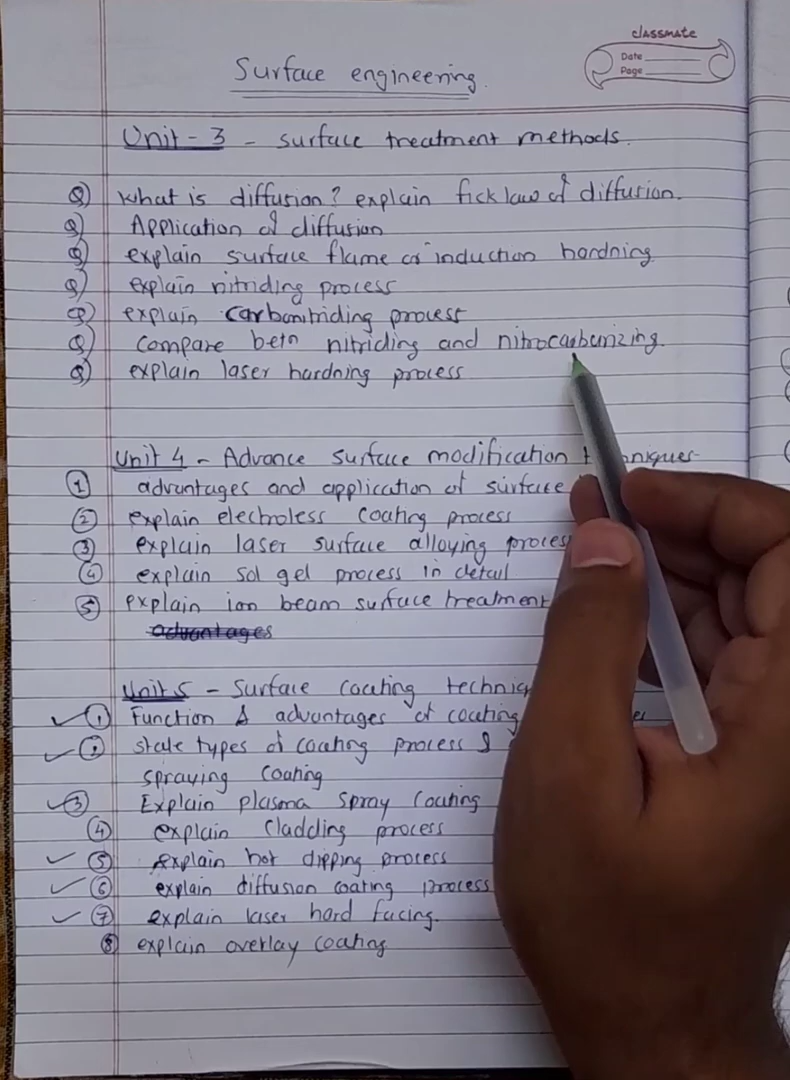 classmate
Date
Page
Surface engineering.
Unit - 3 - surface treatment methods.
Q) what is diffusion? explain fick law of diffusion.
Q) Application of diffusion
Q) explain surface flame or induction hardning
Q) explain nitriding process
Q) explain carbonitriding process
Q) compare betn nitriding and nitrocarburizing.
Q) explain laser hardning process
Unit 4 - Advance surface modification t niques
1 advantages and application of surface
2 explain electroless coating process
3 explain laser surface alloying proces
4 explain sol gel process in detail
5 explain ion beam surface treatment
advantages
Unit 5 - Surface coating techniq
1 Function & advantages of coating
2 state types of coating process &
spraying coating
3 Explain plasma spray coating
4 explain cladding process
5 explain hot dipping process
6 explain diffusion coating process
7 explain laser hard facing.
8 explain overlay coating